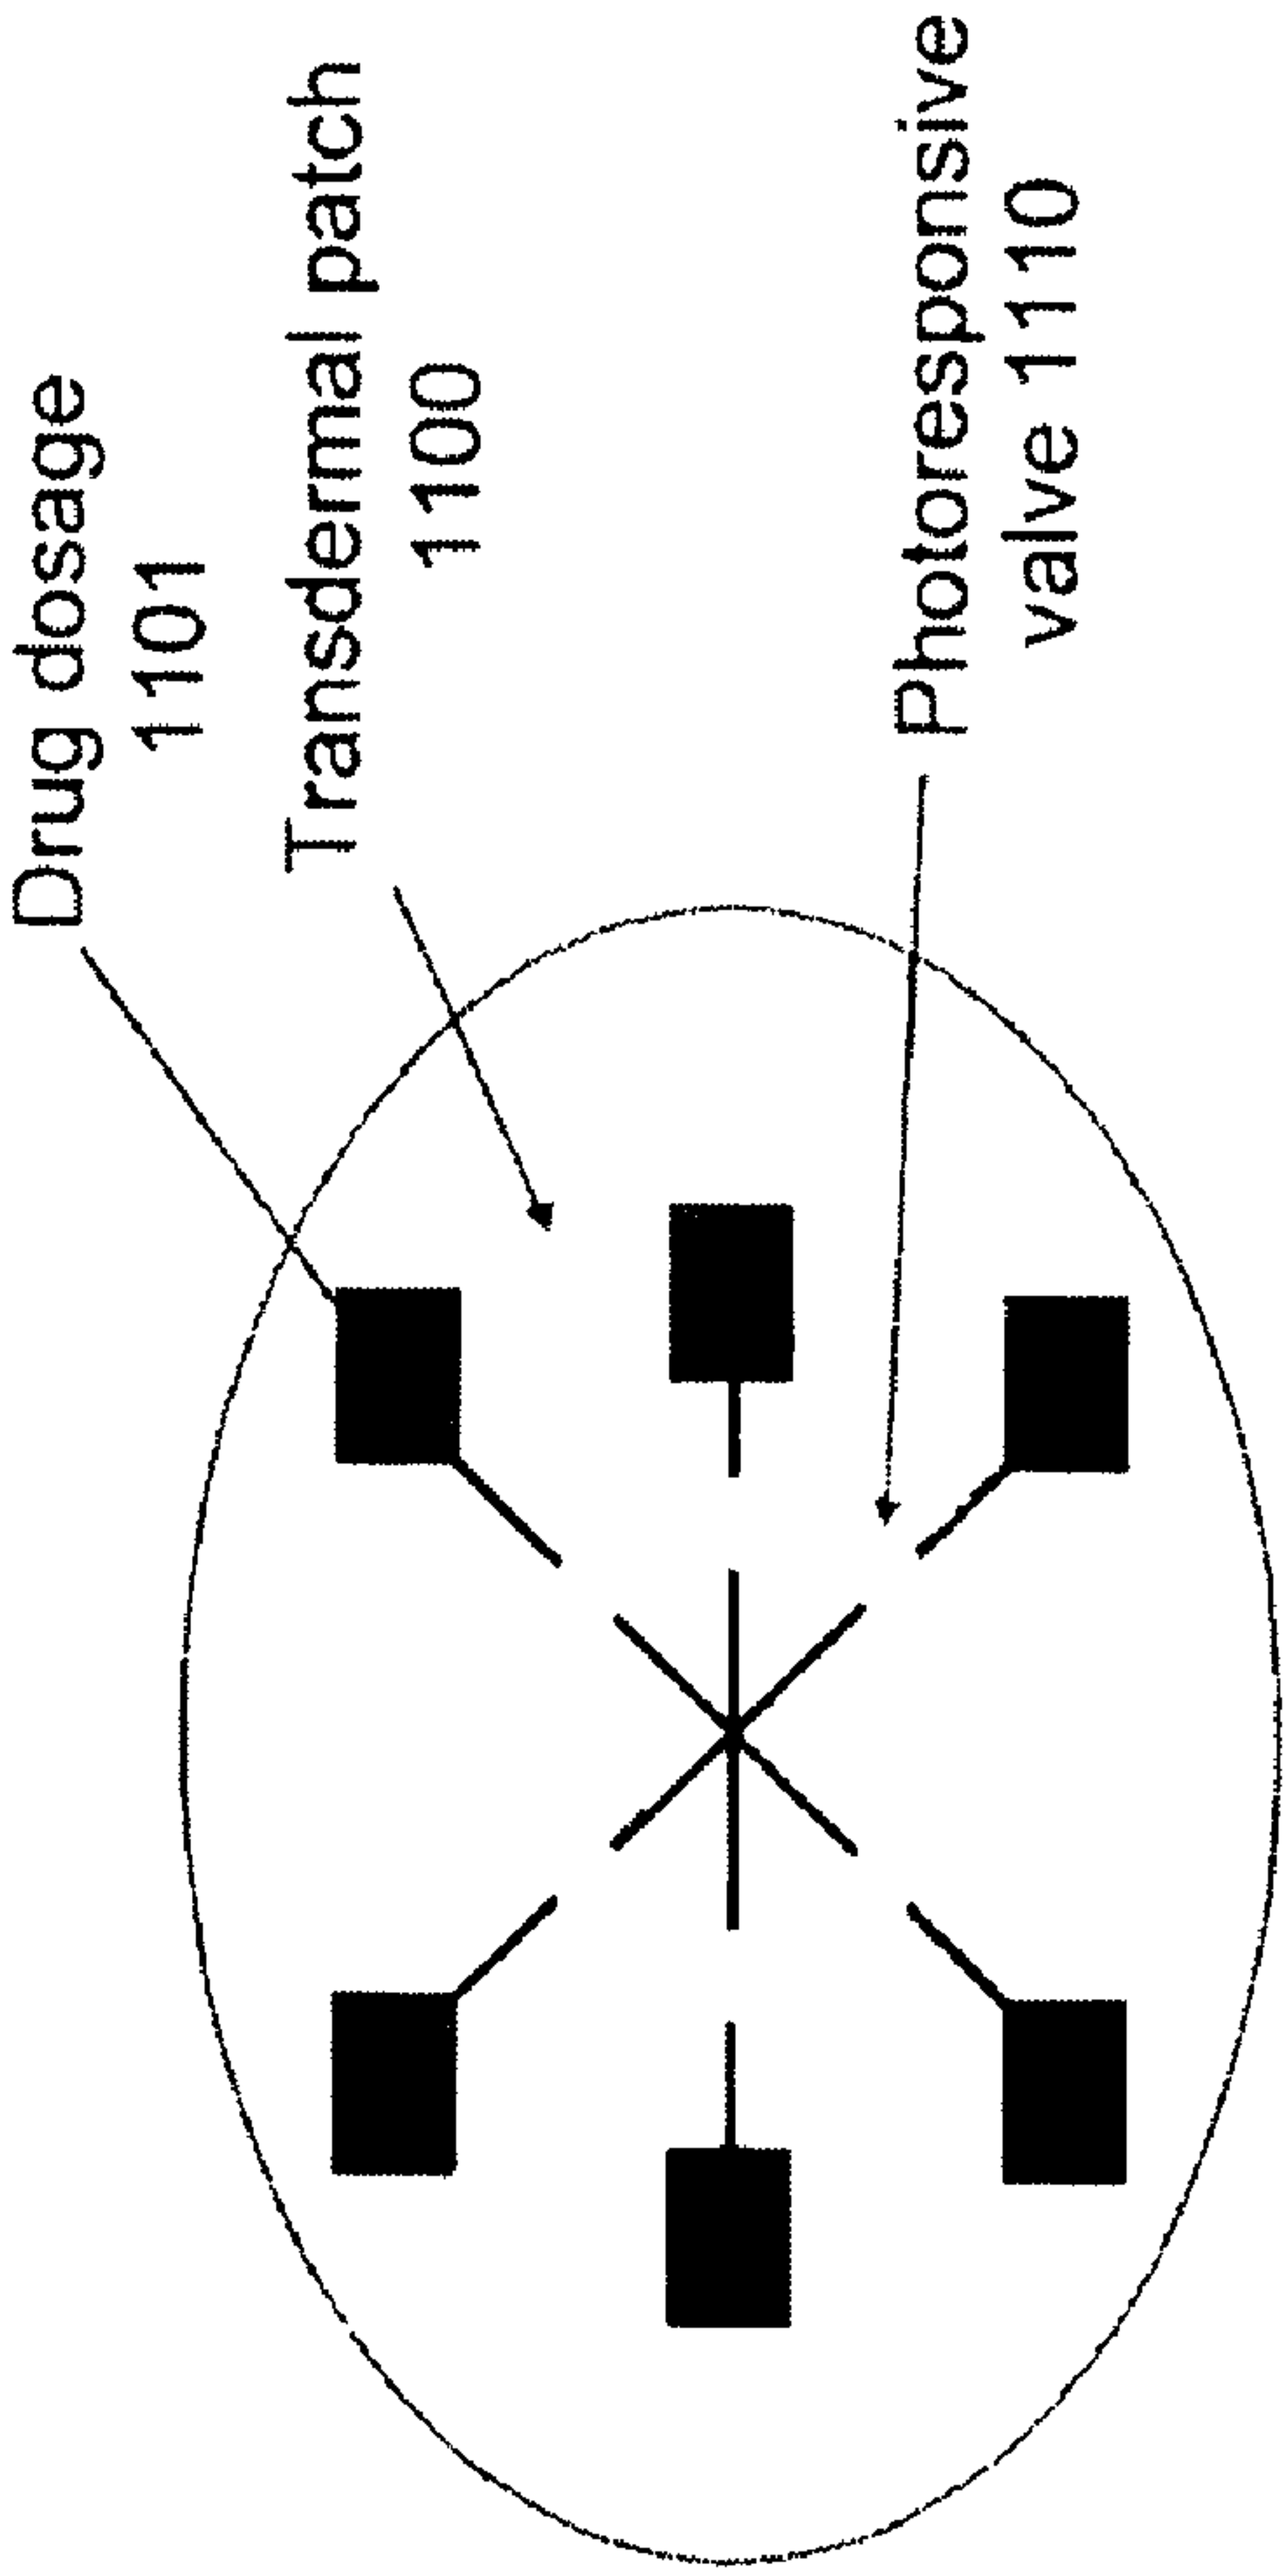 Drug dosage
1101
Transdermal patch
1100
Photoresponsive
valve 1110